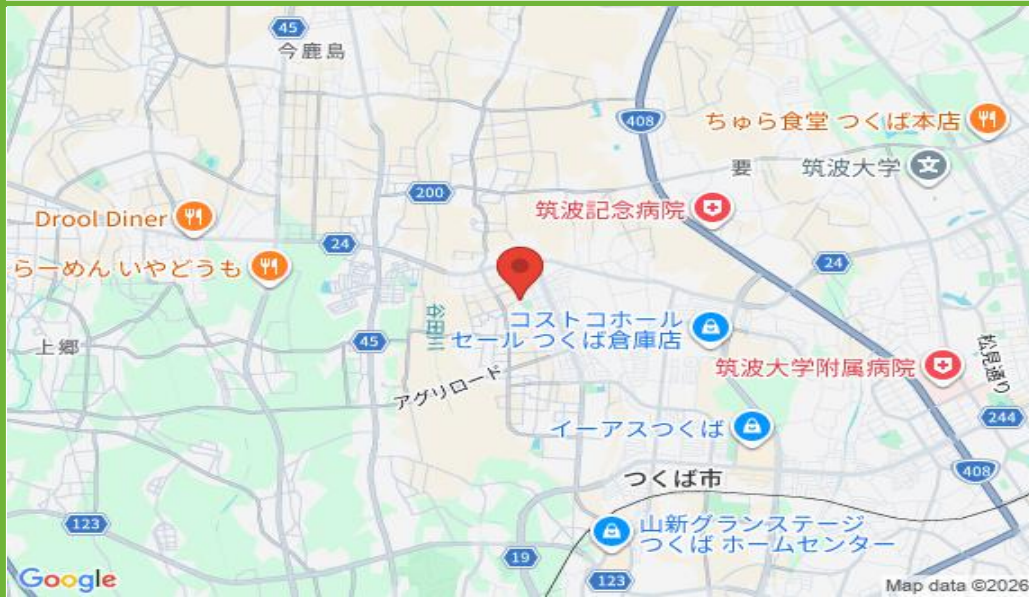 45
今鹿島
408
ちゅら食堂 つくば本店
要
筑波大学
200
筑波記念病院
Drool Diner
24
24
らーめん いやどうも
谷田川
コストコホール
セール つくば倉庫店
上郷
45
松見通り
筑波大学附属病院
アグリロード
244
イーアスつくば
つくば市
408
123
山新グランステージ
つくば ホームセンター
19
123
Google
Map data ©2026